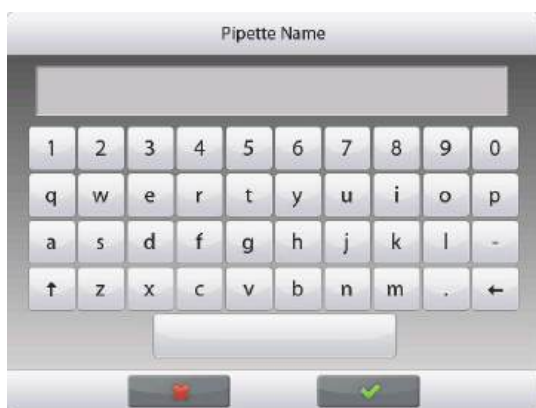 Pipette Name
1 2 3 4 5 6 7 8 9 0
q w e r t y u i o p
a s d f g h j k l -
↑ z x c v b n m . ←